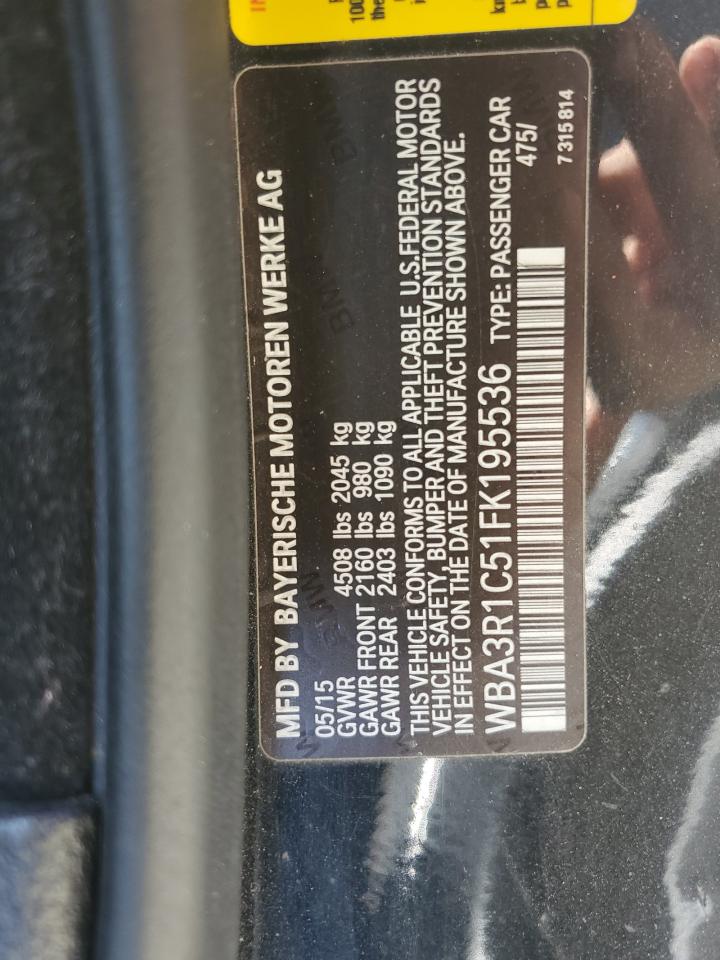 MFD BY BAYERISCHE MOTOREN WERKE AG
05/15
GVWR 4508 lbs 2045 kg
GAWR FRONT 2160 lbs 980 kg
GAWR REAR 2403 lbs 1090 kg
THIS VEHICLE CONFORMS TO ALL APPLICABLE U.S.FEDERAL MOTOR
VEHICLE SAFETY, BUMPER AND THEFT PREVENTION STANDARDS
IN EFFECT ON THE DATE OF MANUFACTURE SHOWN ABOVE.
WBA3R1C51FK195536 TYPE: PASSENGER CAR
475/
7 315 814